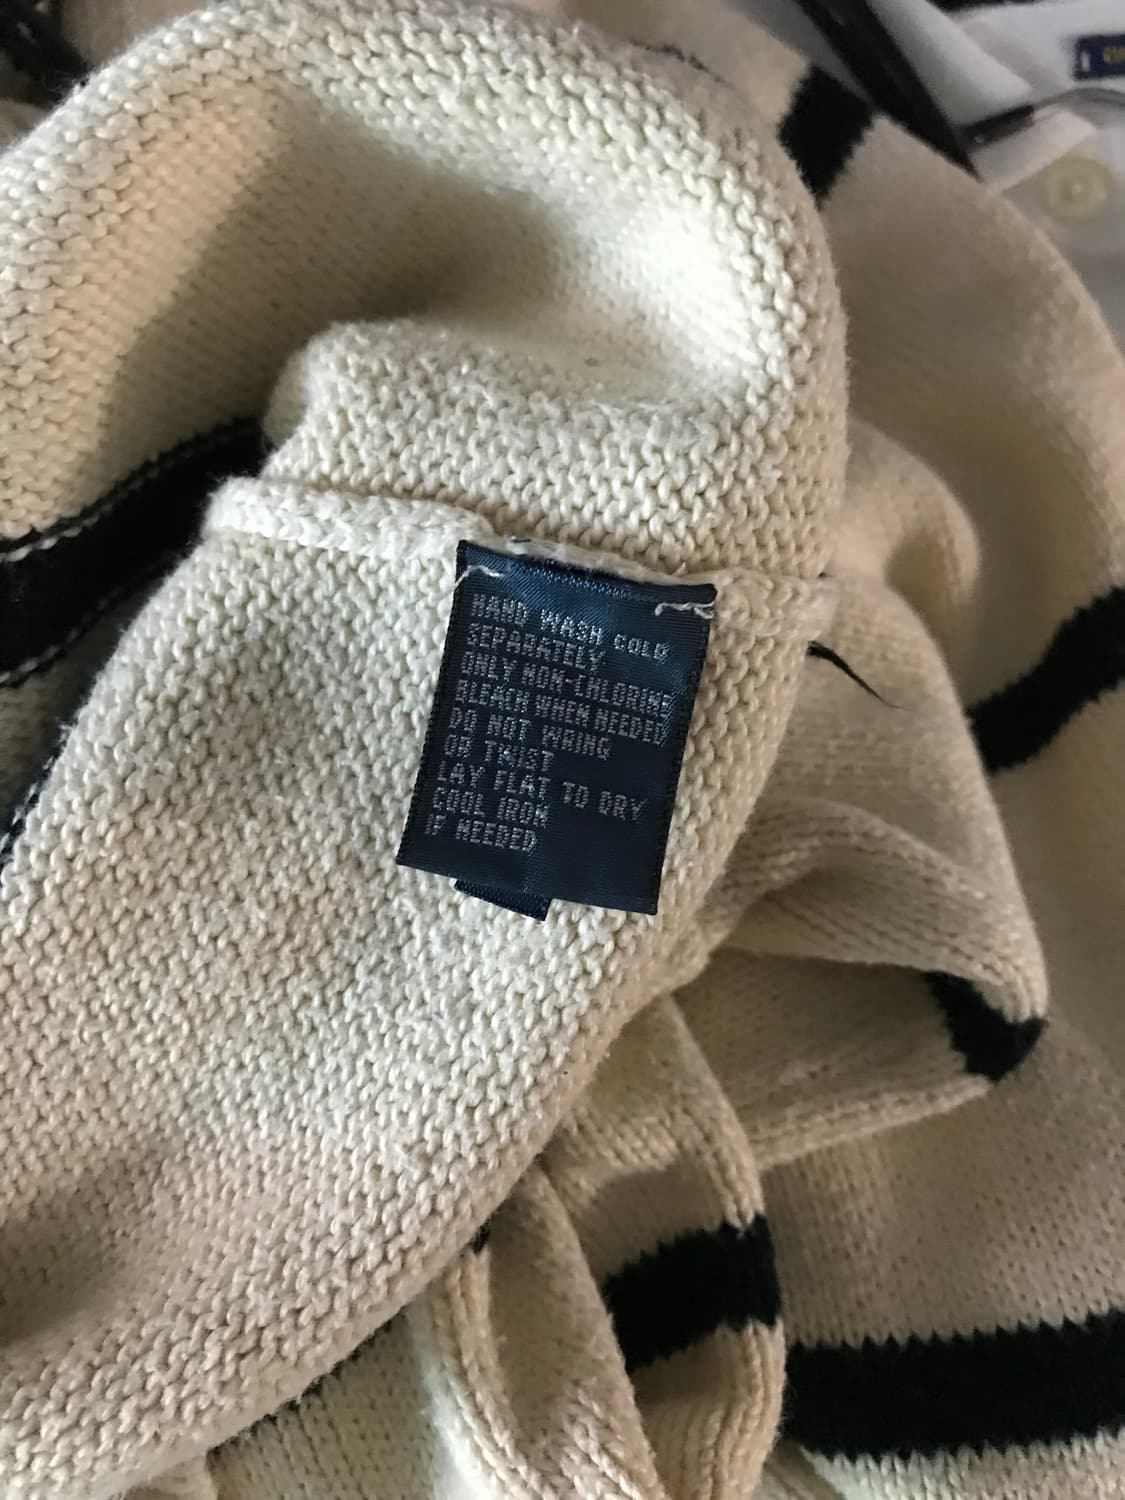 HAND WASH COLD
SEPARATELY
ONLY NON-CHLORINE
BLEACH WHEN NEEDED
DO NOT WRING
OR TWIST
LAY FLAT TO DRY
COOL IRON
IF NEEDED